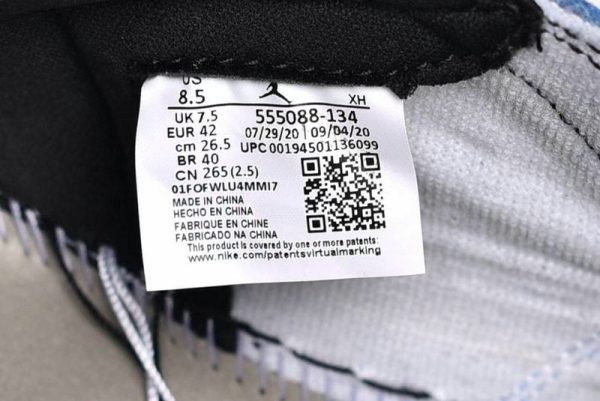 US
8.5 XH
UK 7.5 555088-134
EUR 42 07/29/20 09/04/20
cm 26.5 UPC 00194501136099
BR 40
CN 265 (2.5)
01FOFWLU4MMI7
MADE IN CHINA
HECHO EN CHINA
FABRIQUE EN CHINE
FABRICADO NA CHINA
This product is covered by one or more patents:
www.nike.com/patentsvirtualmarking